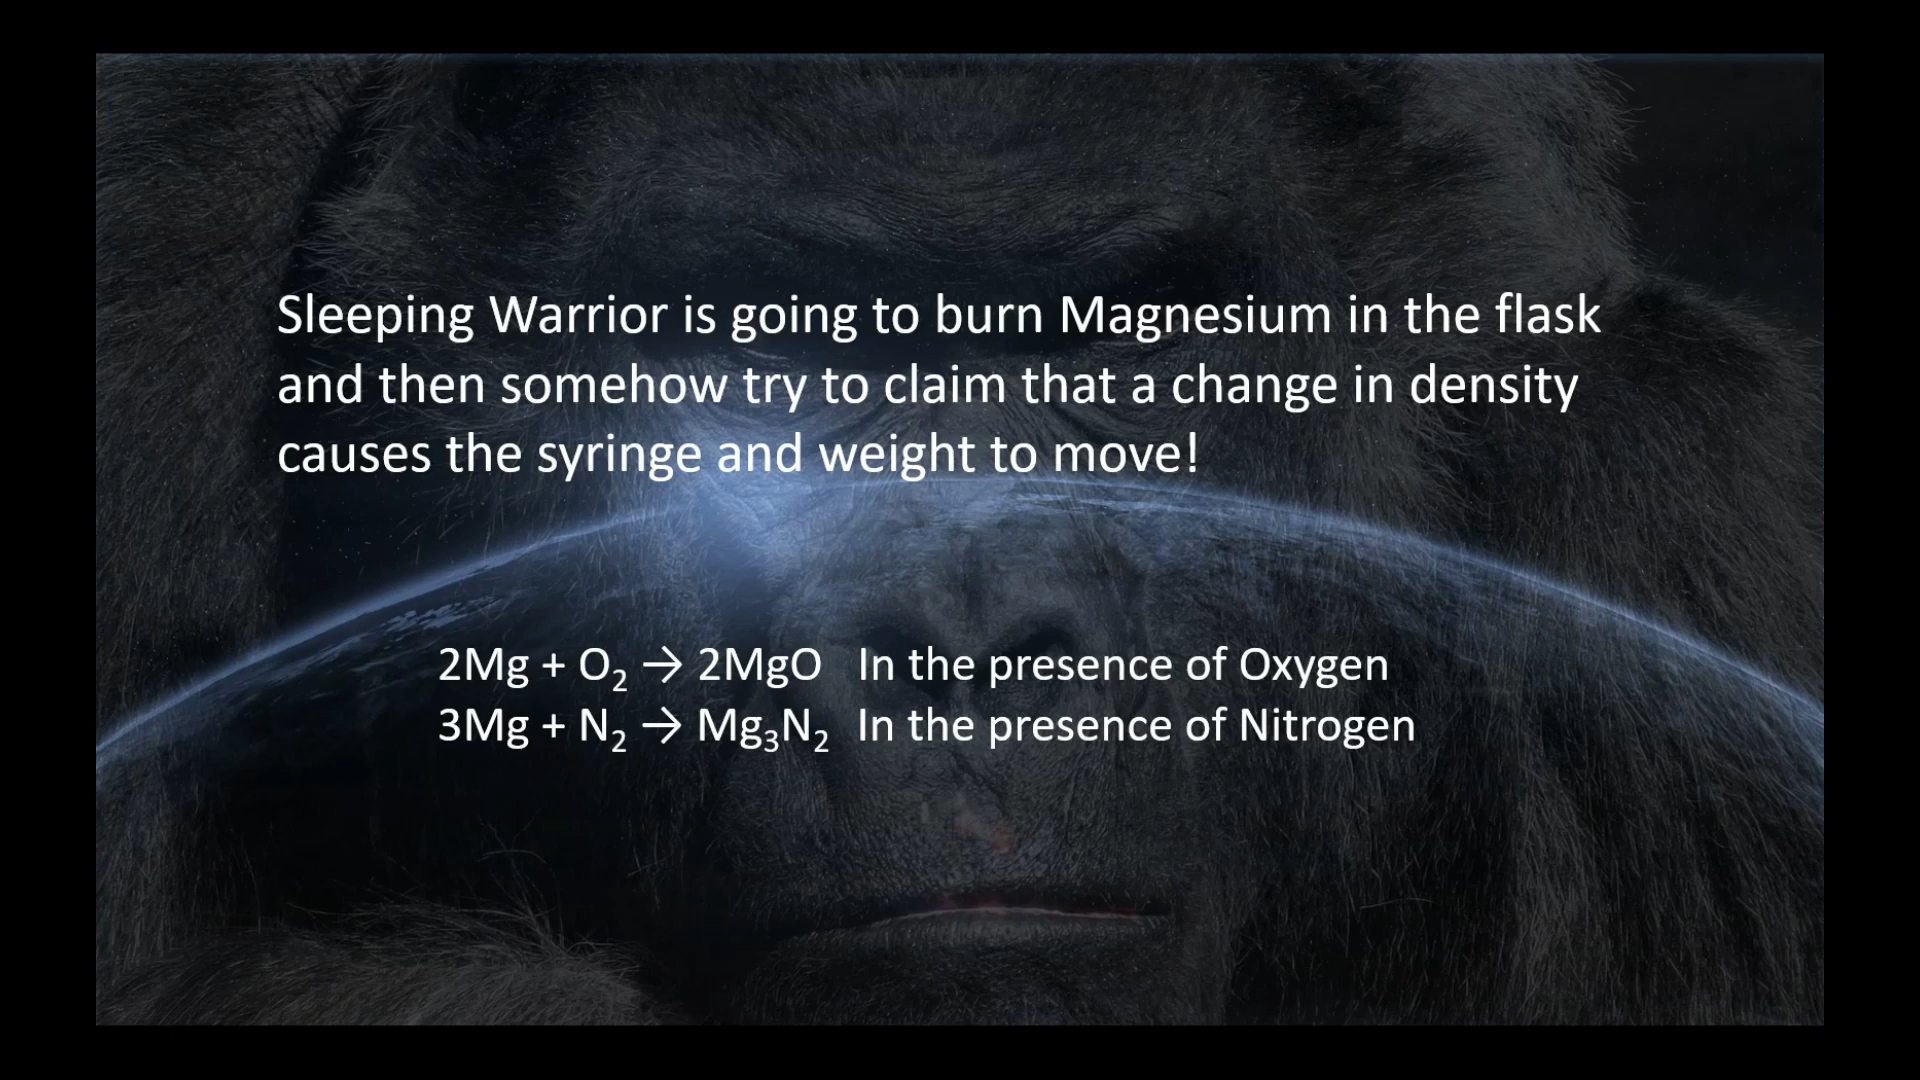 Sleeping Warrior is going to burn Magnesium in the flask
and then somehow try to claim that a change in density
causes the syringe and weight to move!
2Mg + O₂ → 2MgO In the presence of Oxygen
3Mg + N₂ → Mg₃N₂ In the presence of Nitrogen